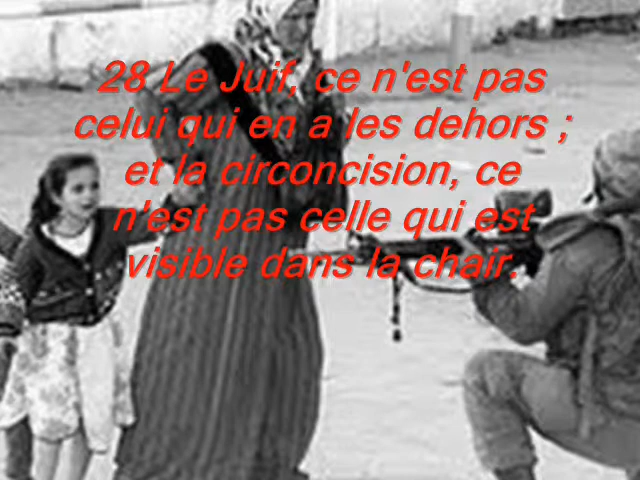 28 Le Juif, ce n'est pas
celui qui en a les dehors ;
et la circoncision, ce
n'est pas celle qui est
visible dans la chair.